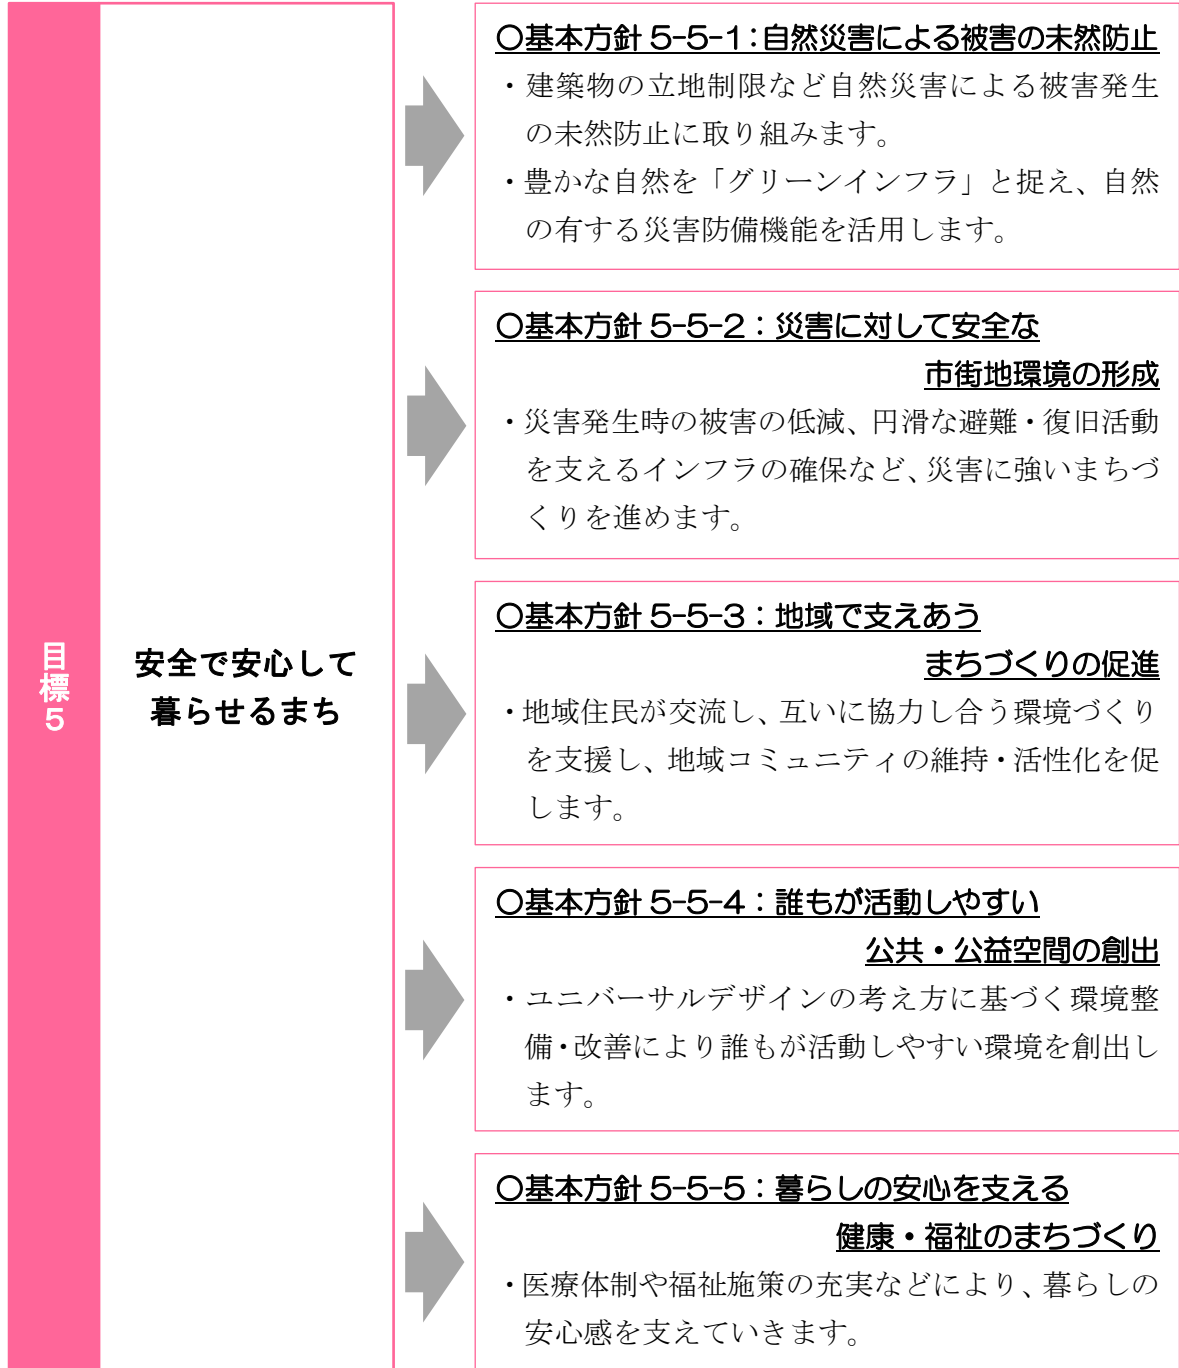 目標5
安全で安心して
暮らせるまち
〇基本方針 5-5-1:自然災害による被害の未然防止
・建築物の立地制限など自然災害による被害発生
の未然防止に取り組みます。
・豊かな自然を「グリーンインフラ」と捉え、自然
の有する災害防備機能を活用します。
〇基本方針 5-5-2:災害に対して安全な
市街地環境の形成
・災害発生時の被害の低減、円滑な避難・復旧活動
を支えるインフラの確保など、災害に強いまちづ
くりを進めます。
〇基本方針 5-5-3:地域で支えあう
まちづくりの促進
・地域住民が交流し、互いに協力し合う環境づくり
を支援し、地域コミュニティの維持・活性化を促
します。
〇基本方針 5-5-4:誰もが活動しやすい
公共・公益空間の創出
・ユニバーサルデザインの考え方に基づく環境整
備・改善により誰もが活動しやすい環境を創出し
ます。
〇基本方針 5-5-5:暮らしの安心を支える
健康・福祉のまちづくり
・医療体制や福祉施策の充実などにより、暮らしの
安心感を支えていきます。